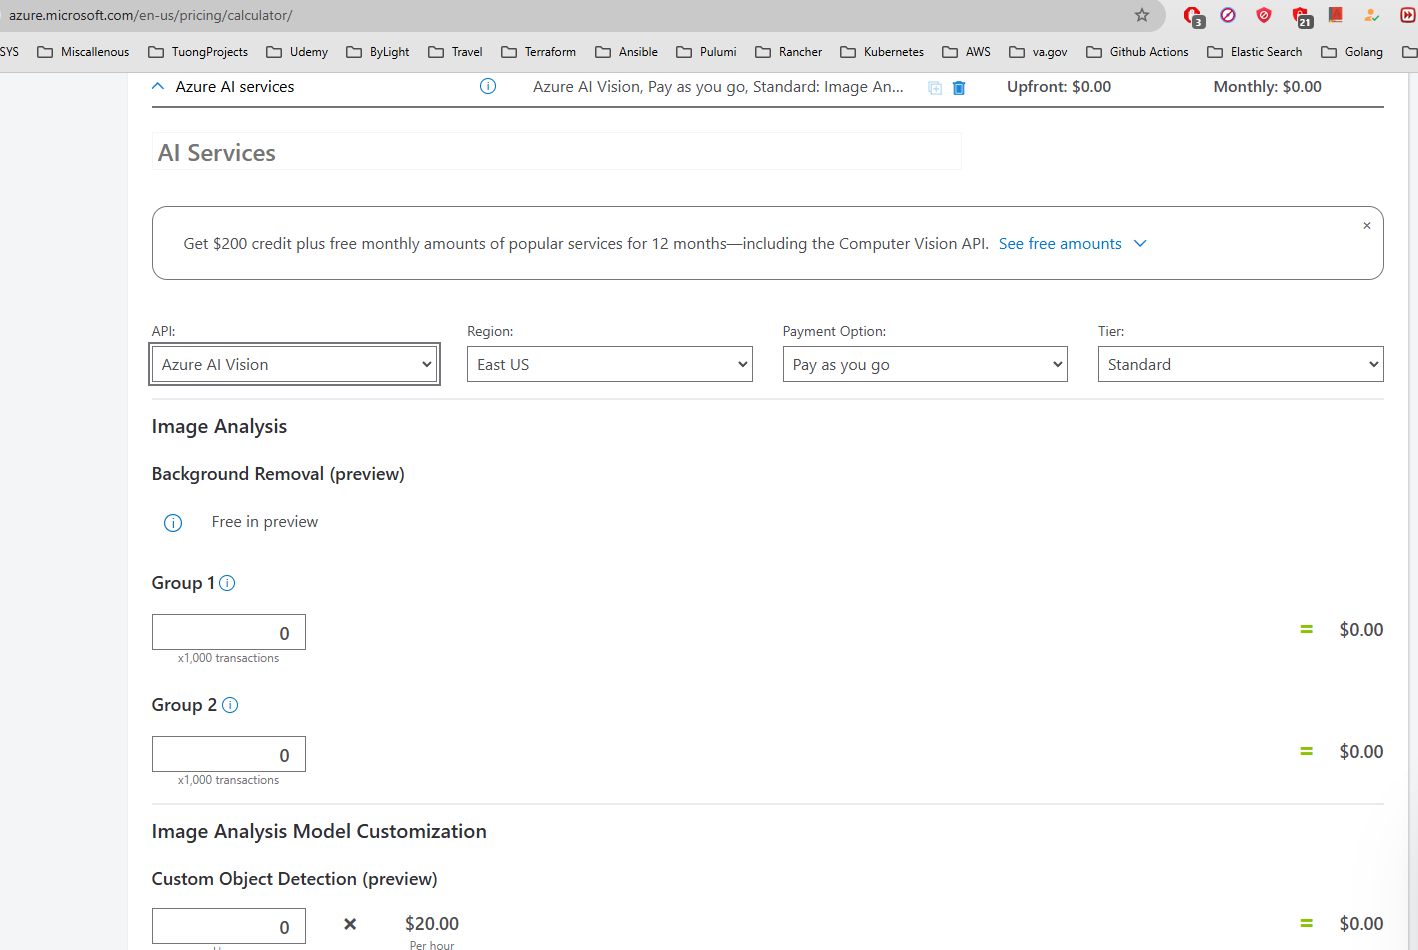 azure.microsoft.com/en-us/pricing/calculator/
3
21
SYS Miscallenous TuongProjects Udemy ByLight Travel Terraform Ansible Pulumi Rancher Kubernetes AWS va.gov Github Actions Elastic Search Golang
Azure AI services Azure AI Vision, Pay as you go, Standard: Image An... Upfront: $0.00 Monthly: $0.00
AI Services
Get $200 credit plus free monthly amounts of popular services for 12 months—including the Computer Vision API. See free amounts
API: Region: Payment Option: Tier:
Azure AI Vision East US Pay as you go Standard
Image Analysis
Background Removal (preview)
Free in preview
Group 1
0 = $0.00
x1,000 transactions
Group 2
0 = $0.00
x1,000 transactions
Image Analysis Model Customization
Custom Object Detection (preview)
0 × $20.00 = $0.00
Per hour